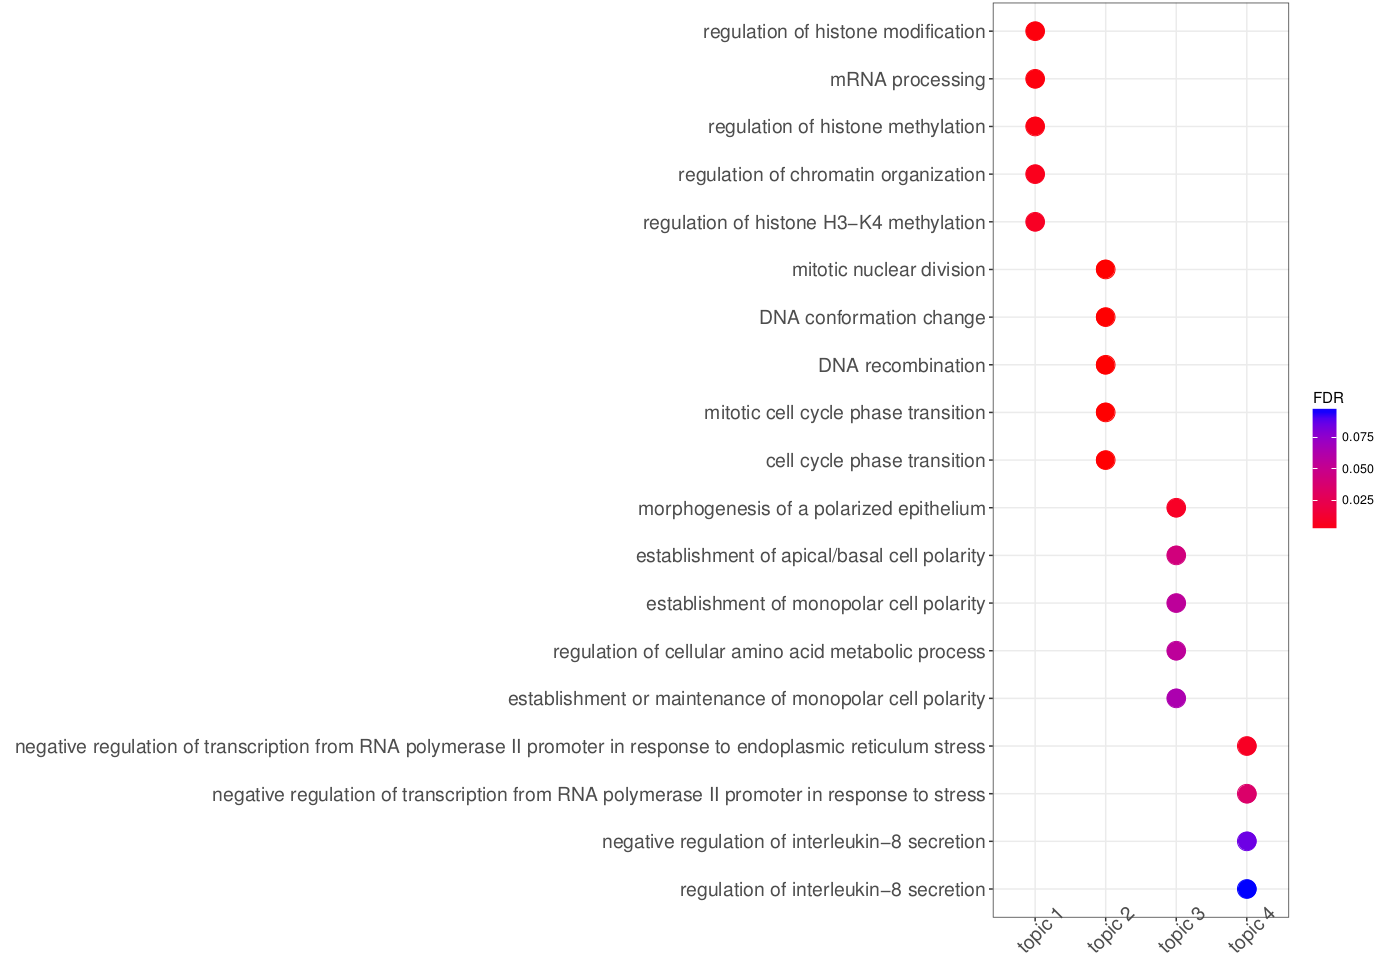 regulation of histone modification
mRNA processing
regulation of histone methylation
regulation of chromatin organization
regulation of histone H3−K4 methylation
mitotic nuclear division
DNA conformation change
DNA recombination
mitotic cell cycle phase transition
cell cycle phase transition
morphogenesis of a polarized epithelium
establishment of apical/basal cell polarity
establishment of monopolar cell polarity
regulation of cellular amino acid metabolic process
establishment or maintenance of monopolar cell polarity
negative regulation of transcription from RNA polymerase II promoter in response to endoplasmic reticulum stress
negative regulation of transcription from RNA polymerase II promoter in response to stress
negative regulation of interleukin−8 secretion
regulation of interleukin−8 secretion
topic 1
topic 2
topic 3
topic 4
FDR
0.075
0.050
0.025